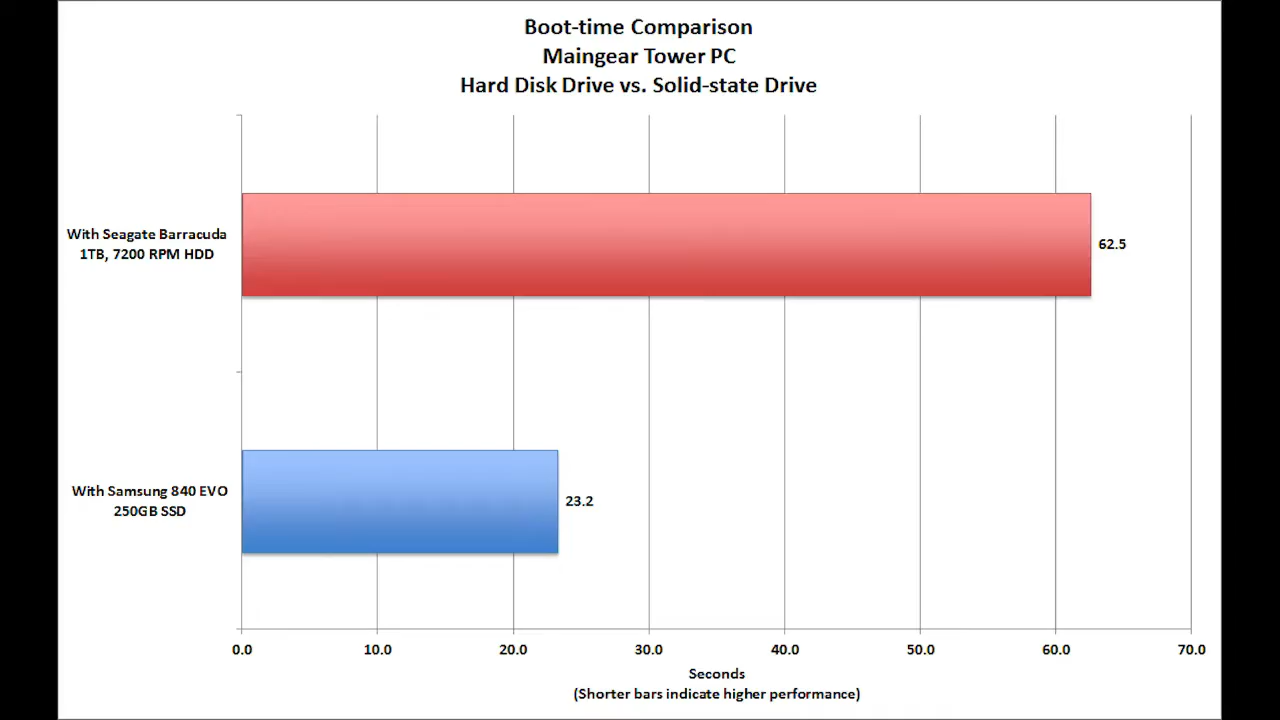 Boot-time Comparison
Maingear Tower PC
Hard Disk Drive vs. Solid-state Drive
With Seagate Barracuda
1TB, 7200 RPM HDD
62.5
With Samsung 840 EVO
250GB SSD
23.2
0.0 10.0 20.0 30.0 40.0 50.0 60.0 70.0
Seconds
(Shorter bars indicate higher performance)